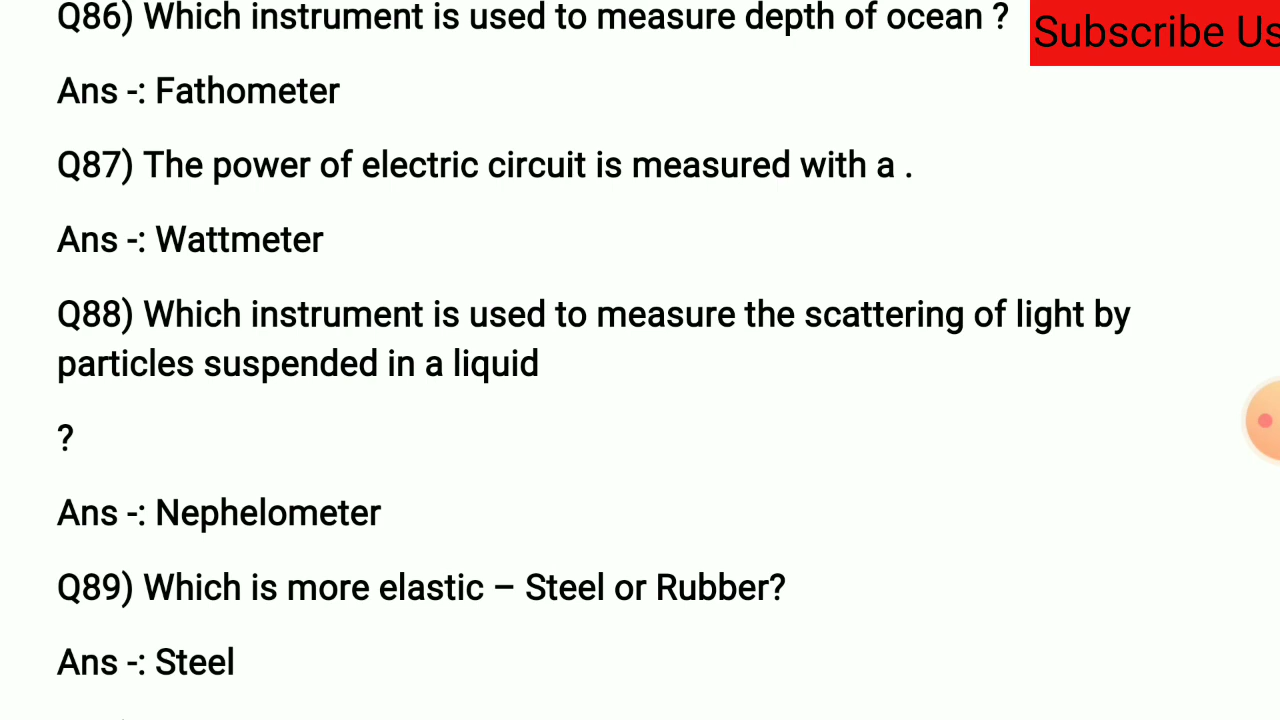 Q86) Which instrument is used to measure depth of ocean ?
Subscribe Us
Ans -: Fathometer
Q87) The power of electric circuit is measured with a .
Ans -: Wattmeter
Q88) Which instrument is used to measure the scattering of light by
particles suspended in a liquid
?
Ans -: Nephelometer
Q89) Which is more elastic – Steel or Rubber?
Ans -: Steel